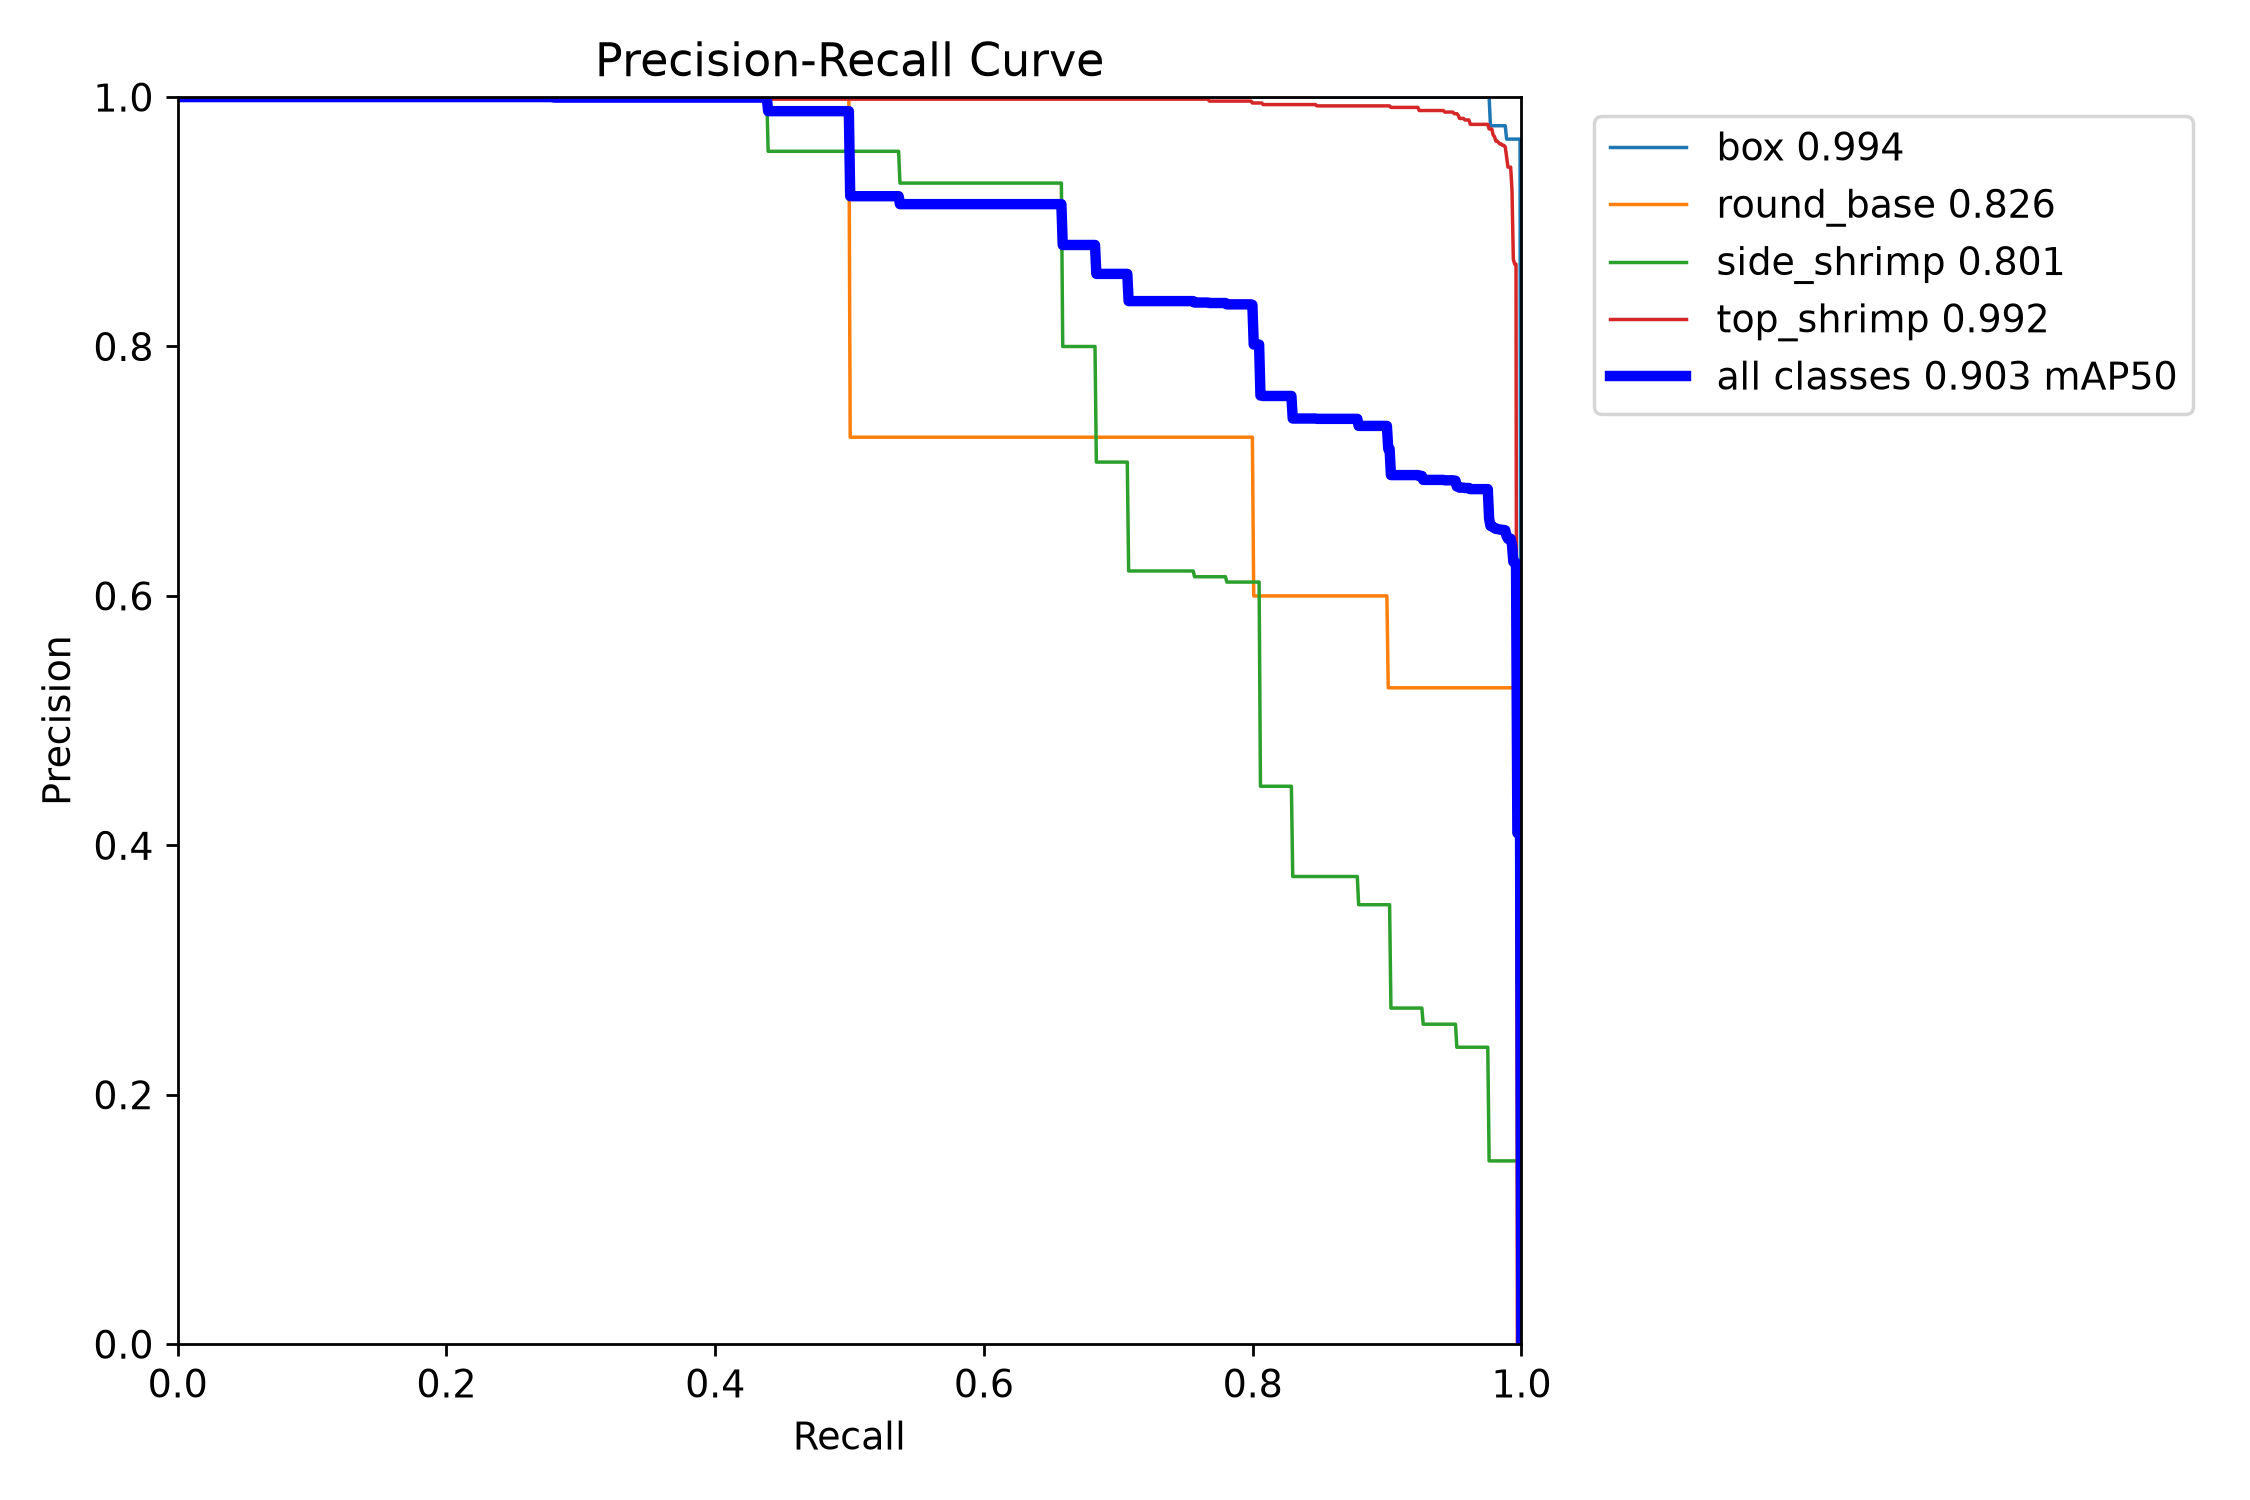 Precision-Recall Curve
1.0
0.8
0.6
0.4
0.2
0.0
Precision
0.0 0.2 0.4 0.6 0.8 1.0
Recall
box 0.994
round_base 0.826
side_shrimp 0.801
top_shrimp 0.992
all classes 0.903 mAP50